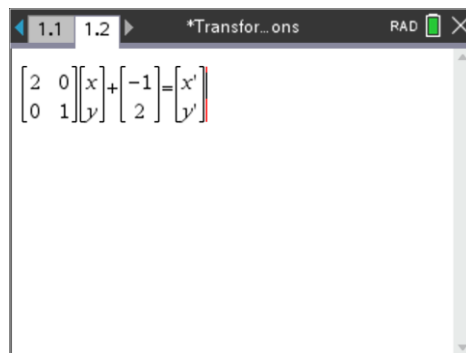 1.1 1.2 *Transfor...ons RAD
[2 0; 0 1][x; y]+[-1; 2]=[x'; y']